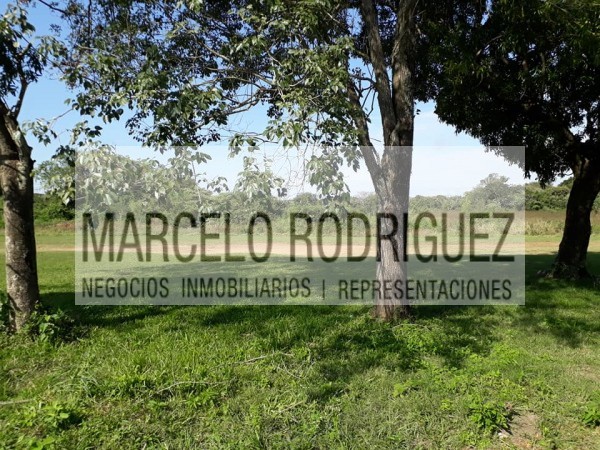 MARCELO RODRIGUEZ
NEGOCIOS INMOBILIARIOS | REPRESENTACIONES